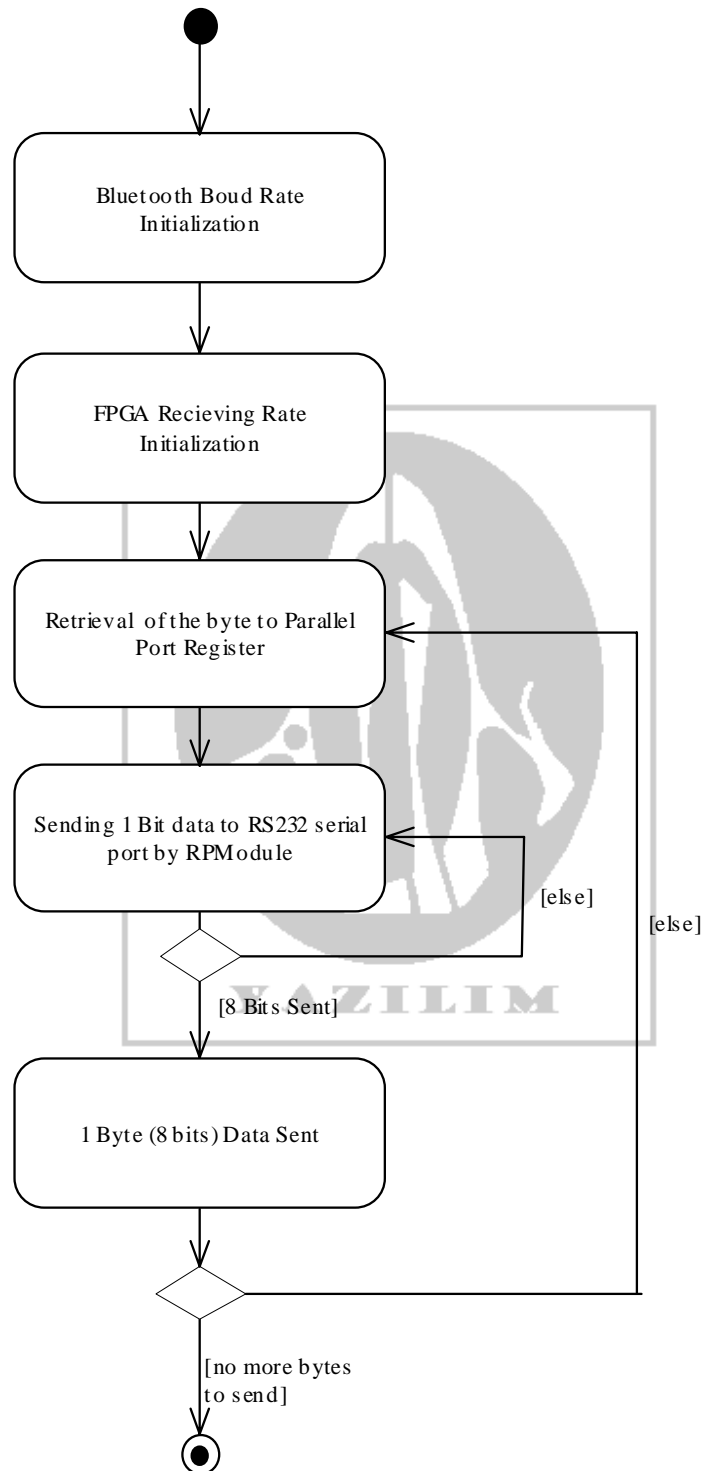 Bluetooth Boud Rate
Initialization
FPGA Recieving Rate
Initialization
Retrieval of the byte to Parallel
Port Register
Sending 1 Bit data to RS232 serial
port by RPModule
[else]
[else]
[8 Bits Sent]
YAZILIM
1 Byte (8 bits) Data Sent
[no more bytes
to send]